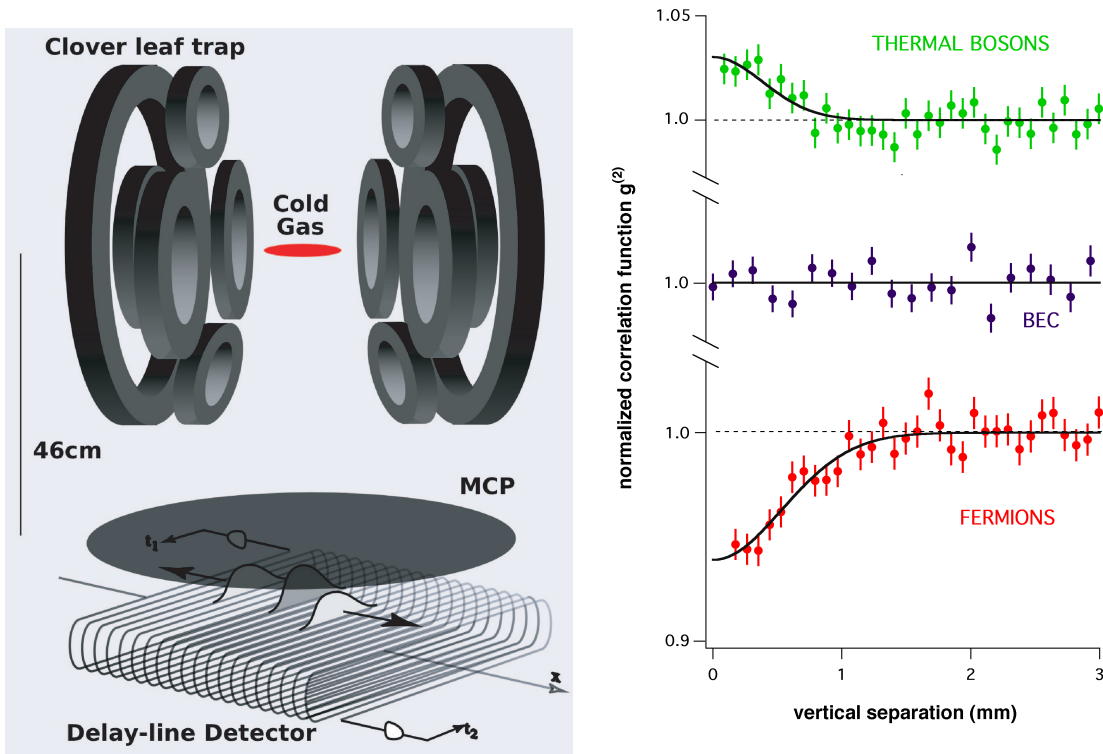 Clover leaf trap
Cold
Gas
46cm
MCP
t₁
x
Delay-line Detector
t₂
normalized correlation function g⁽²⁾
1.05
THERMAL BOSONS
1.0
1.0
BEC
1.0
FERMIONS
0.9
0 1 2 3
vertical separation (mm)